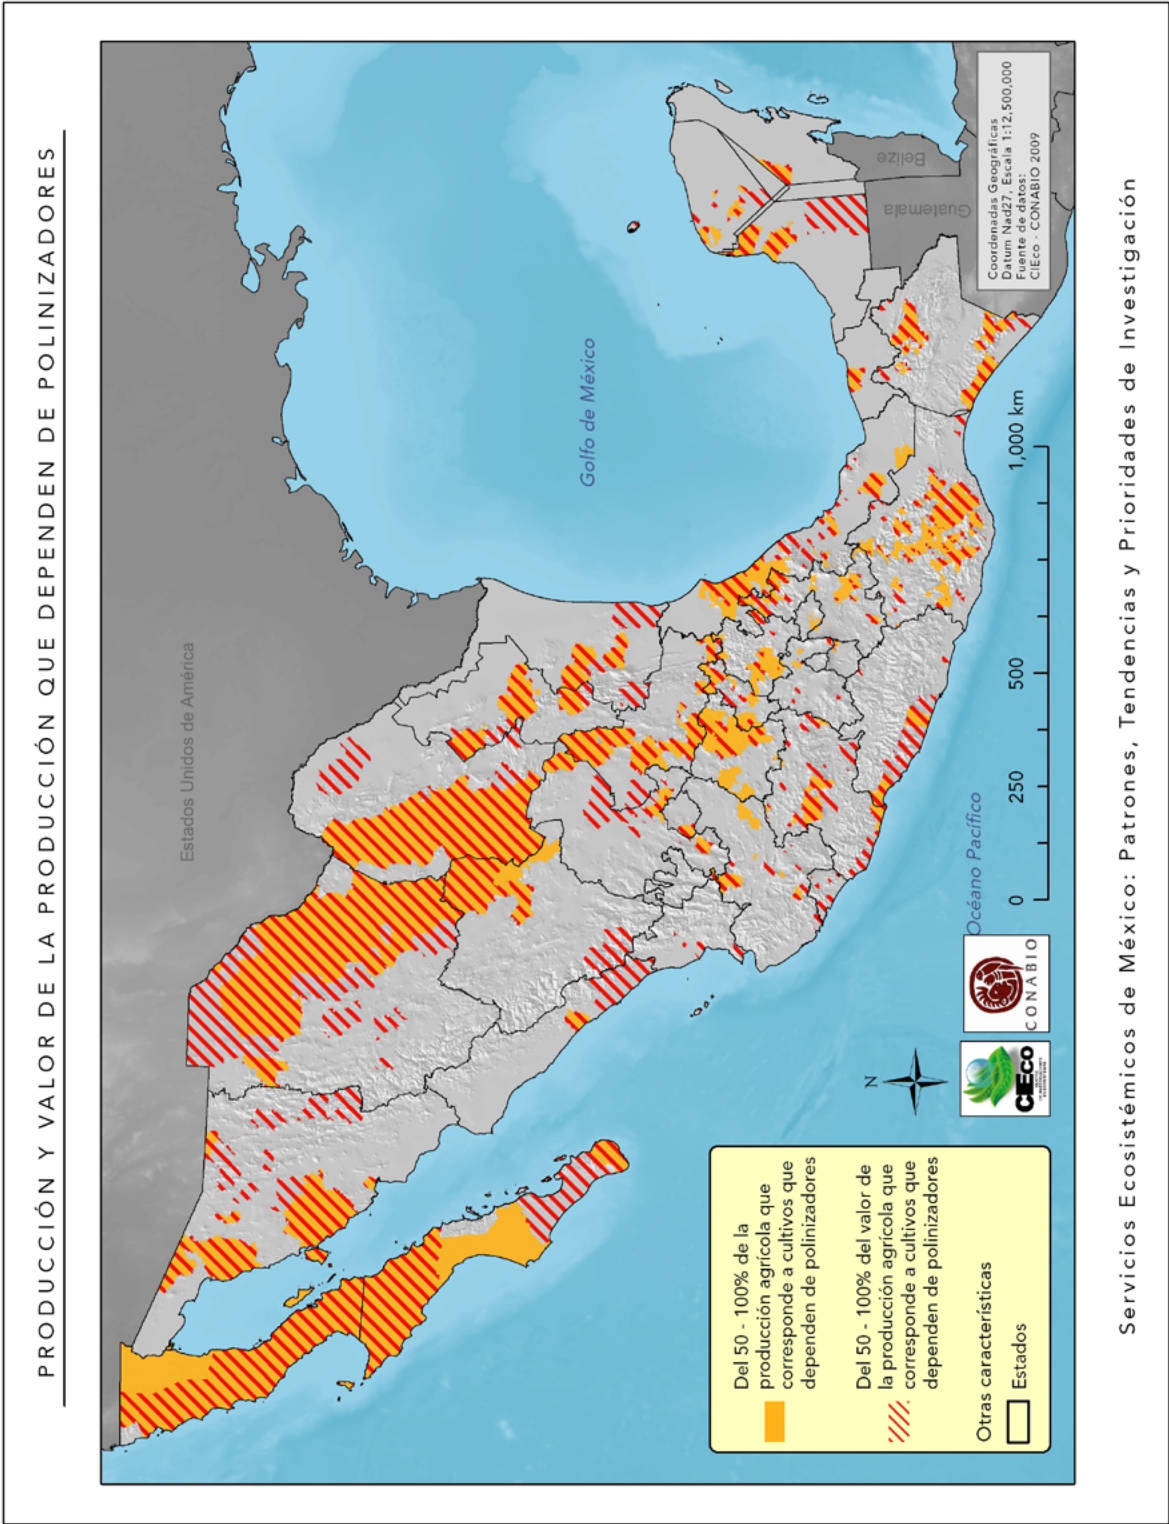 PRODUCCIÓN Y VALOR DE LA PRODUCCIÓN QUE DEPENDEN DE POLINIZADORES
Estados Unidos de América
Golfo de México
Belize
Guatemala
Océano Pacífico
Coordenadas Geográficas
Datum Nad27, Escala 1:12,500,000
Fuente de datos:
CIEco - CONABIO 2009
Del 50 - 100% de la
producción agrícola que
corresponde a cultivos que
dependen de polinizadores
Del 50 - 100% del valor de
la producción agrícola que
corresponde a cultivos que
dependen de polinizadores
Otras características
Estados
N
CIEco
CONABIO
0 250 500 1,000 km
Servicios Ecosistémicos de México: Patrones, Tendencias y Prioridades de Investigación